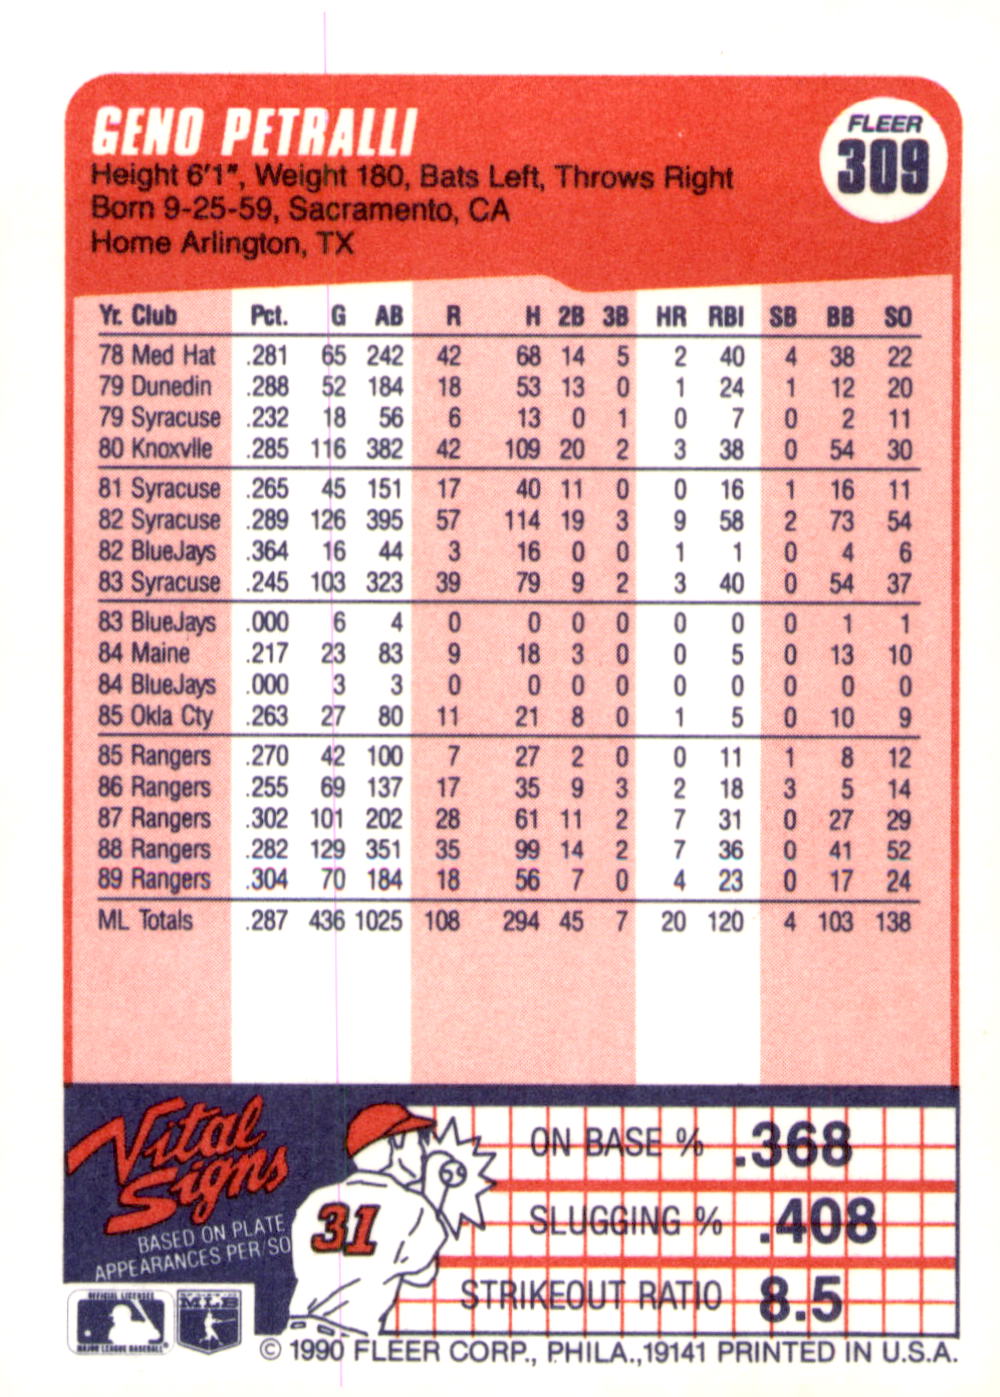 GENO PETRALLI
FLEER
309
Height 6'1", Weight 180, Bats Left, Throws Right
Born 9-25-59, Sacramento, CA
Home Arlington, TX
Yr. Club Pct. G AB R H 2B 3B HR RBI SB BB SO
78 Med Hat .281 65 242 42 68 14 5 2 40 4 38 22
79 Dunedin .288 52 184 18 53 13 0 1 24 1 12 20
79 Syracuse .232 18 56 6 13 0 1 0 7 0 2 11
80 Knoxvlle .285 116 382 42 109 20 2 3 38 0 54 30
81 Syracuse .265 45 151 17 40 11 0 0 16 1 16 11
82 Syracuse .289 126 395 57 114 19 3 9 58 2 73 54
82 BlueJays .364 16 44 3 16 0 0 1 1 0 4 6
83 Syracuse .245 103 323 39 79 9 2 3 40 0 54 37
83 BlueJays .000 6 4 0 0 0 0 0 0 0 1 1
84 Maine .217 23 83 9 18 3 0 0 5 0 13 10
84 BlueJays .000 3 3 0 0 0 0 0 0 0 0 0
85 Okla Cty .263 27 80 11 21 8 0 1 5 0 10 9
85 Rangers .270 42 100 7 27 2 0 0 11 1 8 12
86 Rangers .255 69 137 17 35 9 3 2 18 3 5 14
87 Rangers .302 101 202 28 61 11 2 7 31 0 27 29
88 Rangers .282 129 351 35 99 14 2 7 36 0 41 52
89 Rangers .304 70 184 18 56 7 0 4 23 0 17 24
ML Totals .287 436 1025 108 294 45 7 20 120 4 103 138
Vital
Signs
BASED ON PLATE
APPEARANCES PER/SO
31
ON BASE % .368
SLUGGING % .408
STRIKEOUT RATIO 8.5
OFFICIAL LICENSEE
MAJOR LEAGUE BASEBALL
MLB
© 1990 FLEER CORP., PHILA.,19141 PRINTED IN U.S.A.